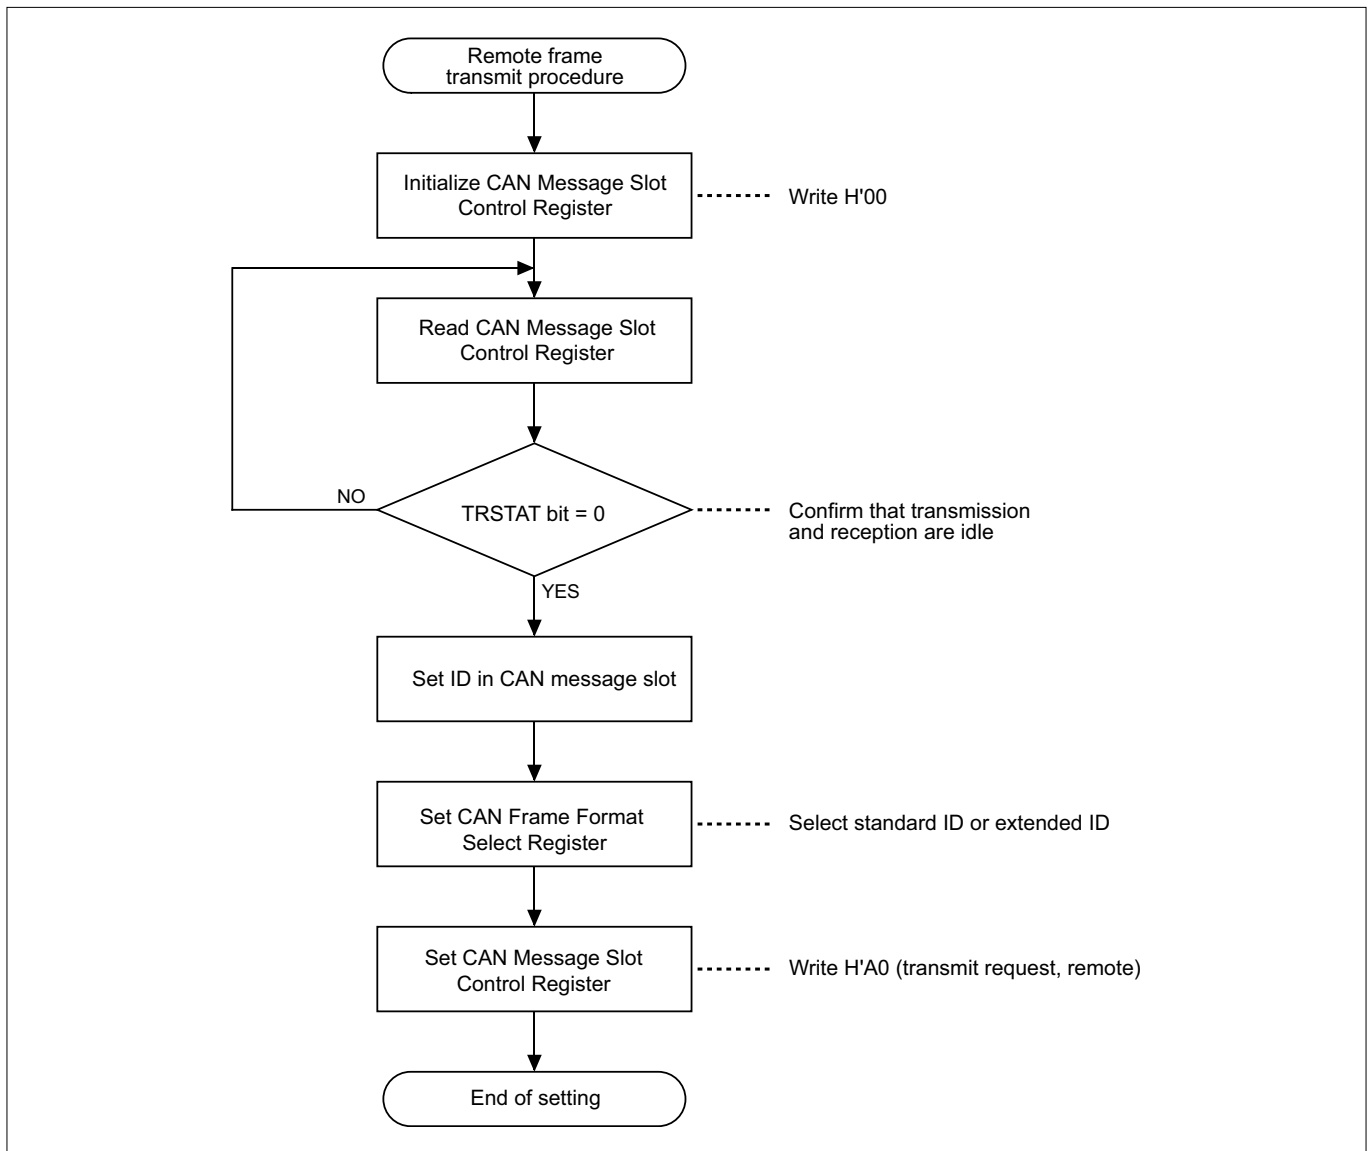 Remote frame
transmit procedure
Initialize CAN Message Slot
Control Register
Write H'00
Read CAN Message Slot
Control Register
NO
TRSTAT bit = 0
Confirm that transmission
and reception are idle
YES
Set ID in CAN message slot
Set CAN Frame Format
Select Register
Select standard ID or extended ID
Set CAN Message Slot
Control Register
Write H'A0 (transmit request, remote)
End of setting